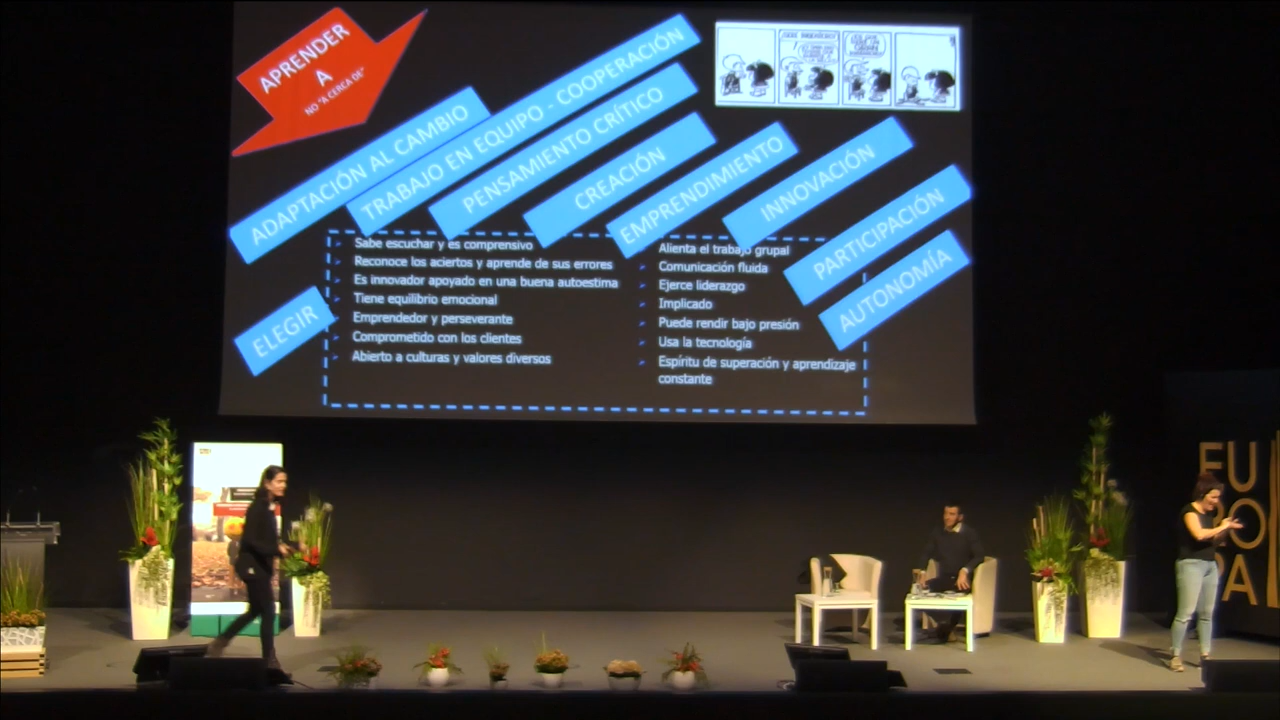 APRENDER
A
NO "A CERCA DE"
ADAPTACIÓN AL CAMBIO
TRABAJO EN EQUIPO - COOPERACIÓN
PENSAMIENTO CRÍTICO
CREACIÓN
EMPRENDIMIENTO
INNOVACIÓN
PARTICIPACIÓN
AUTONOMÍA
ELEGIR
Sabe escuchar y es comprensivo
Reconoce los aciertos y aprende de sus errores
Es innovador apoyado en una buena autoestima
Tiene equilibrio emocional
Emprendedor y perseverante
Comprometido con los clientes
Abierto a culturas y valores diversos
Alienta el trabajo grupal
Comunicación fluida
Ejerce liderazgo
Implicado
Puede rendir bajo presión
Usa la tecnología
Espíritu de superación y aprendizaje
constante
EU
RO
PA